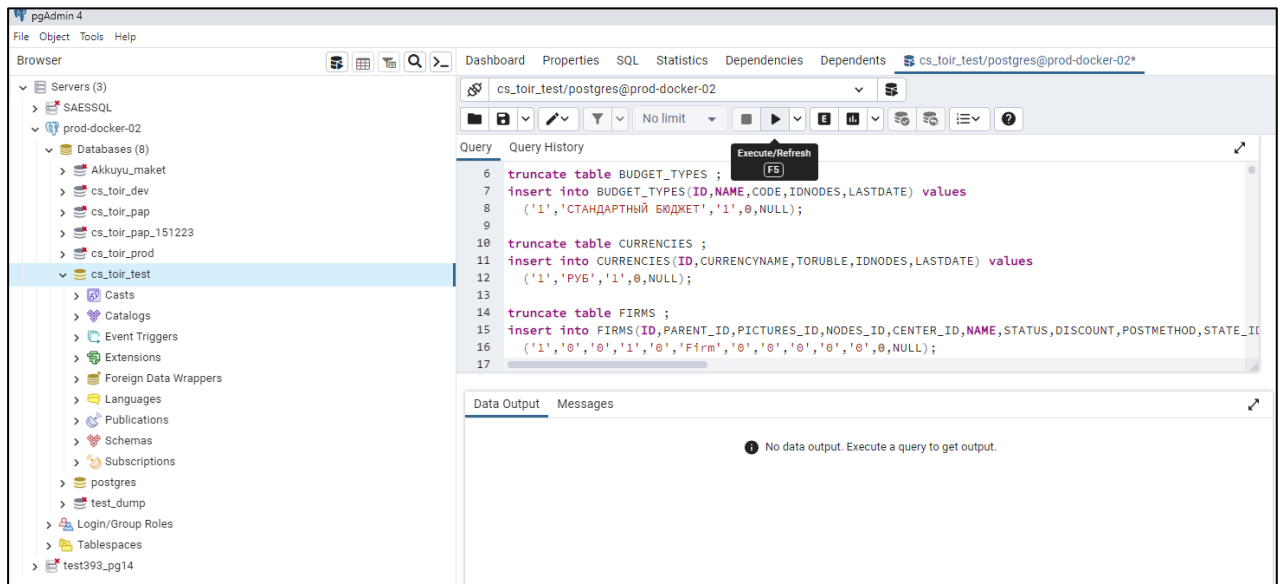 pgAdmin 4
File Object Tools Help
Browser
Servers (3)
SAESSQL
prod-docker-02
Databases (8)
Akkuyu_maket
cs_toir_dev
cs_toir_pap
cs_toir_pap_151223
cs_toir_prod
cs_toir_test
Casts
Catalogs
Event Triggers
Extensions
Foreign Data Wrappers
Languages
Publications
Schemas
Subscriptions
postgres
test_dump
Login/Group Roles
Tablespaces
test393_pg14
Dashboard Properties SQL Statistics Dependencies Dependents cs_toir_test/postgres@prod-docker-02*
cs_toir_test/postgres@prod-docker-02
No limit
E
Query Query History
Execute/Refresh
F5
6 truncate table BUDGET_TYPES ;
7 insert into BUDGET_TYPES(ID,NAME,CODE,IDNODES,LASTDATE) values
8 ('1','СТАНДАРТНЫЙ БЮДЖЕТ','1',0,NULL);
9
10 truncate table CURRENCIES ;
11 insert into CURRENCIES(ID,CURRENCYNAME,TORUBLE,IDNODES,LASTDATE) values
12 ('1','РУБ','1',0,NULL);
13
14 truncate table FIRMS ;
15 insert into FIRMS(ID,PARENT_ID,PICTURES_ID,NODES_ID,CENTER_ID,NAME,STATUS,DISCOUNT,POSTMETHOD,STATE_ID
16 ('1','0','0','1','0','Firm','0','0','0','0','0',0,NULL);
17
Data Output Messages
No data output. Execute a query to get output.